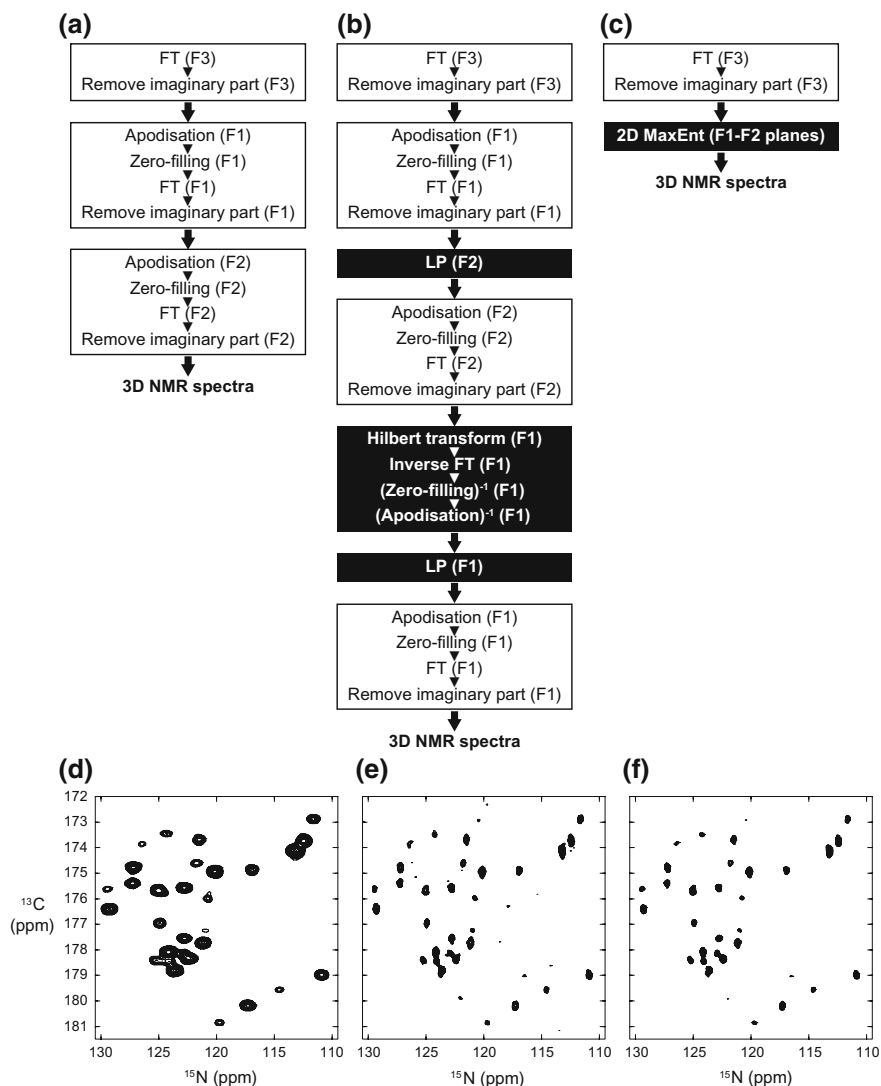 (a)
FT (F3)
Remove imaginary part (F3)
Apodisation (F1)
Zero-filling (F1)
FT (F1)
Remove imaginary part (F1)
Apodisation (F2)
Zero-filling (F2)
FT (F2)
Remove imaginary part (F2)
3D NMR spectra
(b)
FT (F3)
Remove imaginary part (F3)
Apodisation (F1)
Zero-filling (F1)
FT (F1)
Remove imaginary part (F1)
LP (F2)
Apodisation (F2)
Zero-filling (F2)
FT (F2)
Remove imaginary part (F2)
Hilbert transform (F1)
Inverse FT (F1)
(Zero-filling)⁻¹ (F1)
(Apodisation)⁻¹ (F1)
LP (F1)
Apodisation (F1)
Zero-filling (F1)
FT (F1)
Remove imaginary part (F1)
3D NMR spectra
(c)
FT (F3)
Remove imaginary part (F3)
2D MaxEnt (F1-F2 planes)
3D NMR spectra
(d)
172
173
174
175
176
177
178
179
180
181
¹³C
(ppm)
130 125 120 115 110
¹⁵N (ppm)
(e)
130 125 120 115 110
¹⁵N (ppm)
(f)
130 125 120 115 110
¹⁵N (ppm)